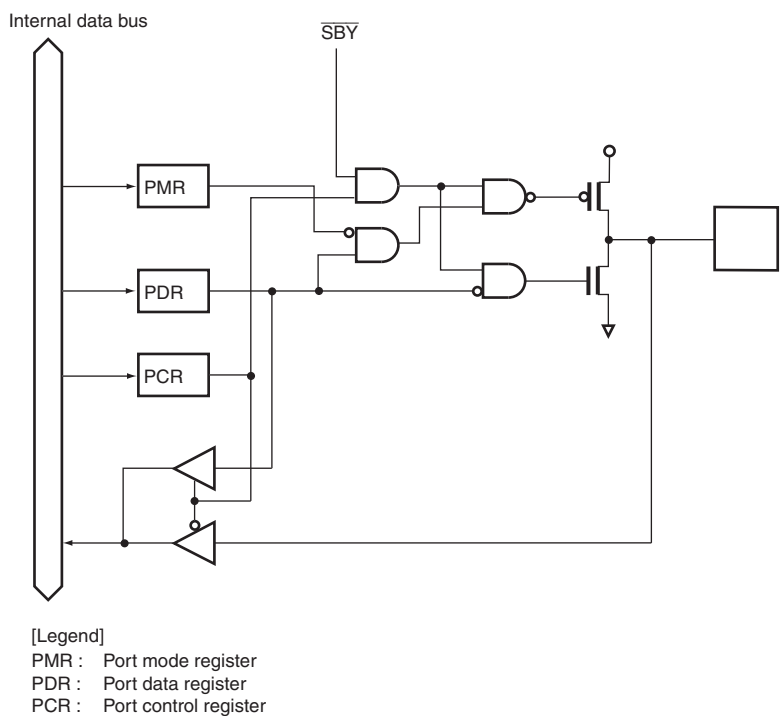 Internal data bus
SBY
PMR
PDR
PCR
[Legend]
PMR : Port mode register
PDR : Port data register
PCR : Port control register